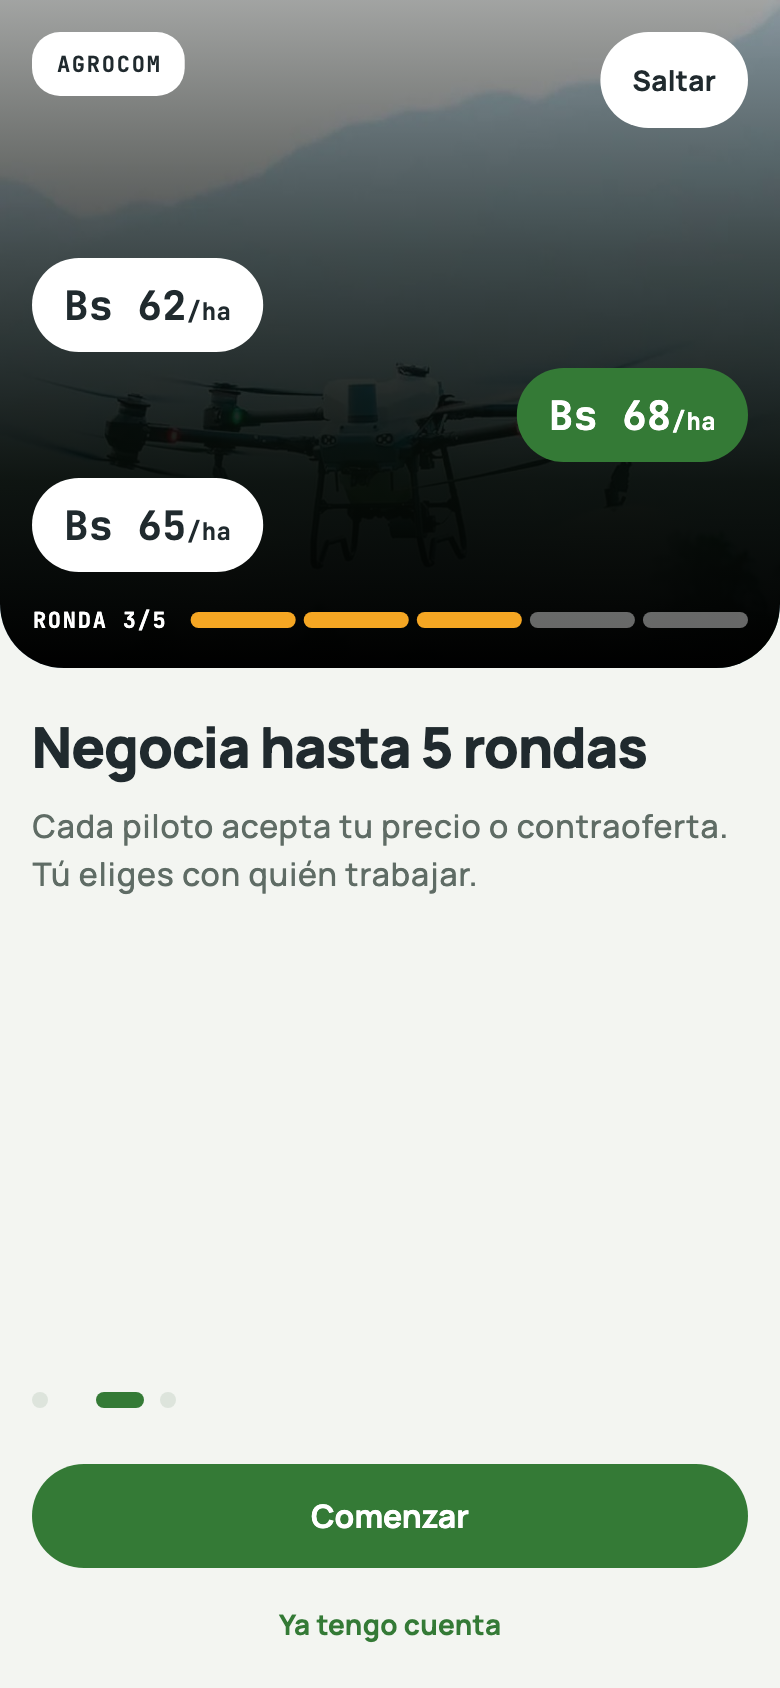 AGROCOM
Saltar
Bs 62/ha
Bs 68/ha
Bs 65/ha
RONDA 3/5
Negocia hasta 5 rondas
Cada piloto acepta tu precio o contraoferta.
Tú eliges con quién trabajar.
Comenzar
Ya tengo cuenta